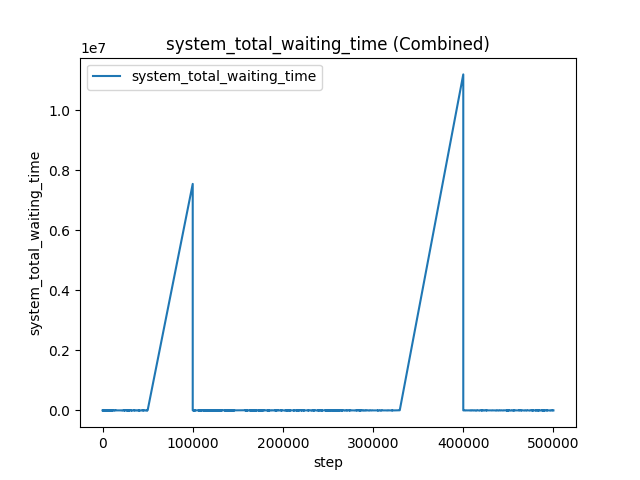 system_total_waiting_time (Combined)
1e7
system_total_waiting_time
system_total_waiting_time
1.0
0.8
0.6
0.4
0.2
0.0
0 100000 200000 300000 400000 500000
step